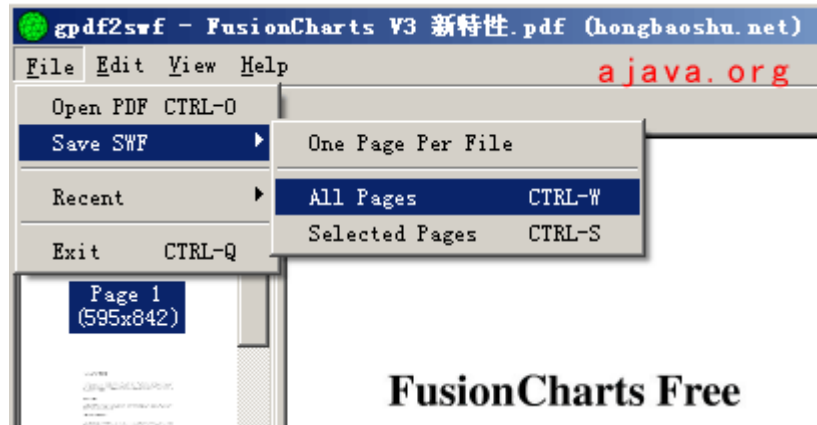 gpdf2swf - FusionCharts V3 新特性.pdf (hongbaoshu.net)
File Edit View Help
ajava.org
Open PDF CTRL-O
Save SWF
One Page Per File
Recent
All Pages CTRL-W
Selected Pages CTRL-S
Exit CTRL-Q
Page 1
(595x842)
FusionCharts Free